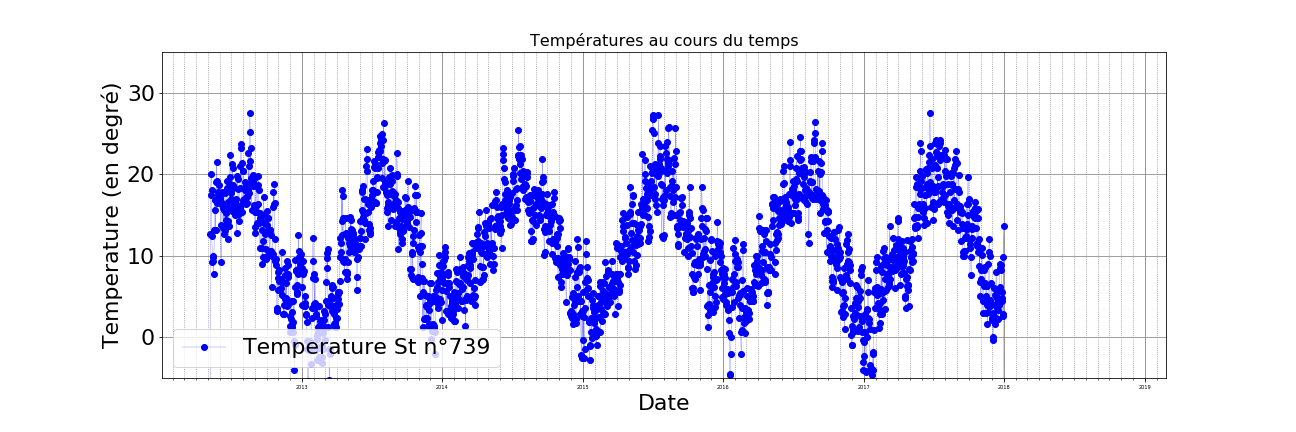 Températures au cours du temps
Temperature (en degré)
30
20
10
0
Temperature St n°739
2013 2014 2015 2016 2017 2018 2019
Date